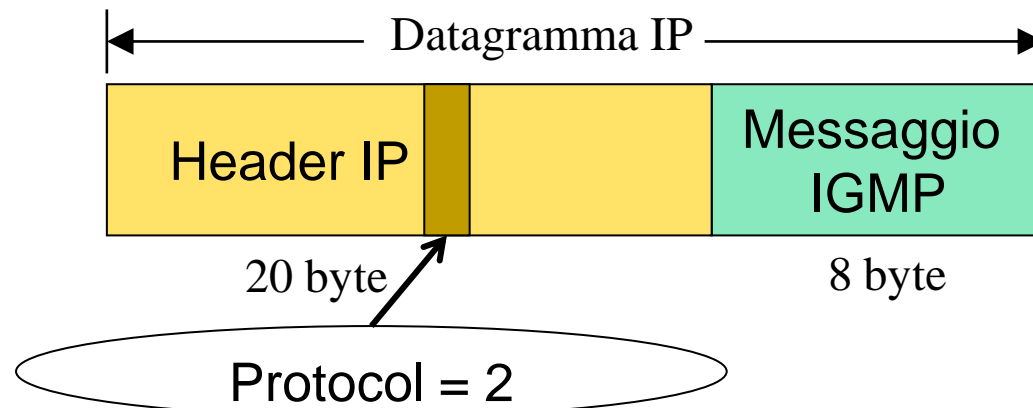 Datagramma IP
Header IP
Messaggio
IGMP
20 byte
8 byte
Protocol = 2